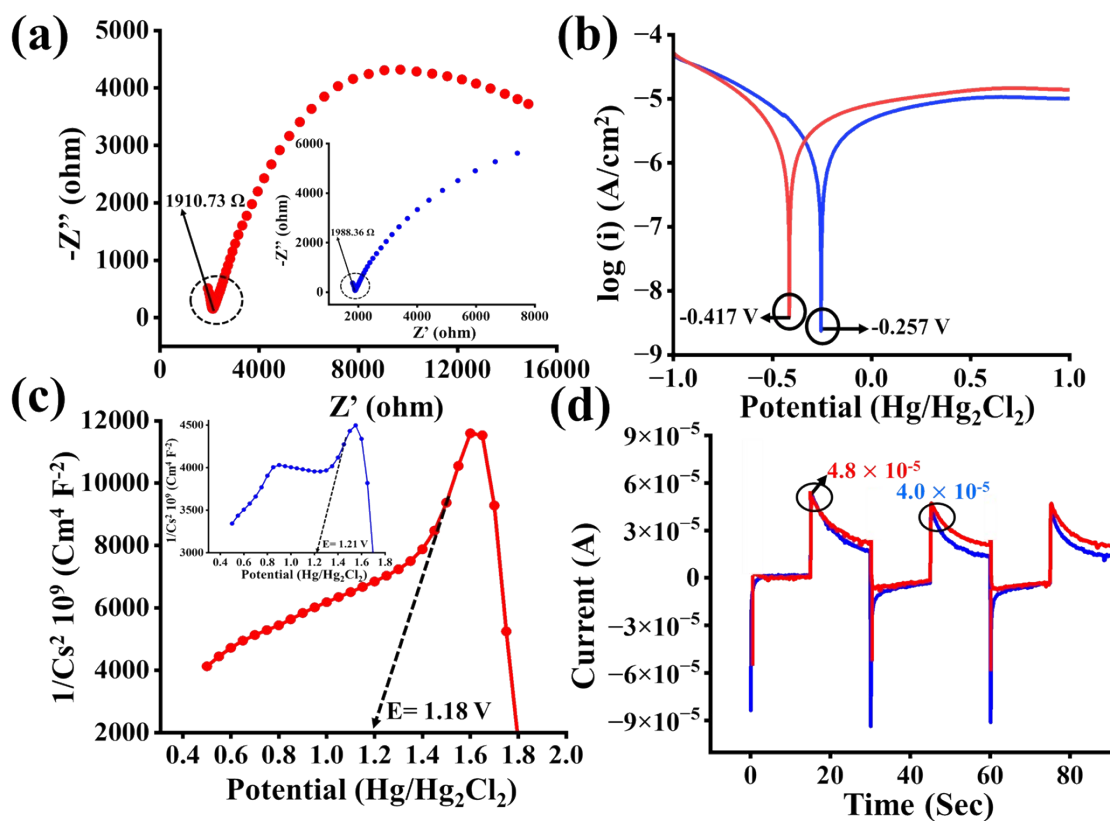 (a)
5000
4000
3000
2000
1000
0
-Z’’ (ohm)
1910.73 Ω
0
4000
8000
12000
16000
Z’ (ohm)
6000
4000
2000
0
-Z’’ (ohm)
1988.36 Ω
2000
4000
6000
8000
Z’ (ohm)
(b)
−4
−5
−6
−7
−8
−9
log (i) (A/cm²)
-0.417 V
-0.257 V
−1.0
−0.5
0.0
0.5
1.0
Potential (Hg/Hg₂Cl₂)
(c)
12000
10000
8000
6000
4000
2000
1/Cs² 10⁹ (Cm⁴ F⁻²)
E= 1.18 V
0.4
0.6
0.8
1.0
1.2
1.4
1.6
1.8
2.0
Potential (Hg/Hg₂Cl₂)
4500
4000
3500
3000
1/Cs² 10⁹ (Cm⁴ F⁻²)
E= 1.21 V
0.4
0.6
0.8
1.0
1.2
1.4
1.6
1.8
Potential (Hg/Hg₂Cl₂)
(d)
9×10⁻⁵
6×10⁻⁵
3×10⁻⁵
0
−3×10⁻⁵
−6×10⁻⁵
−9×10⁻⁵
Current (A)
4.8 × 10⁻⁵
4.0 × 10⁻⁵
0
20
40
60
80
Time (Sec)